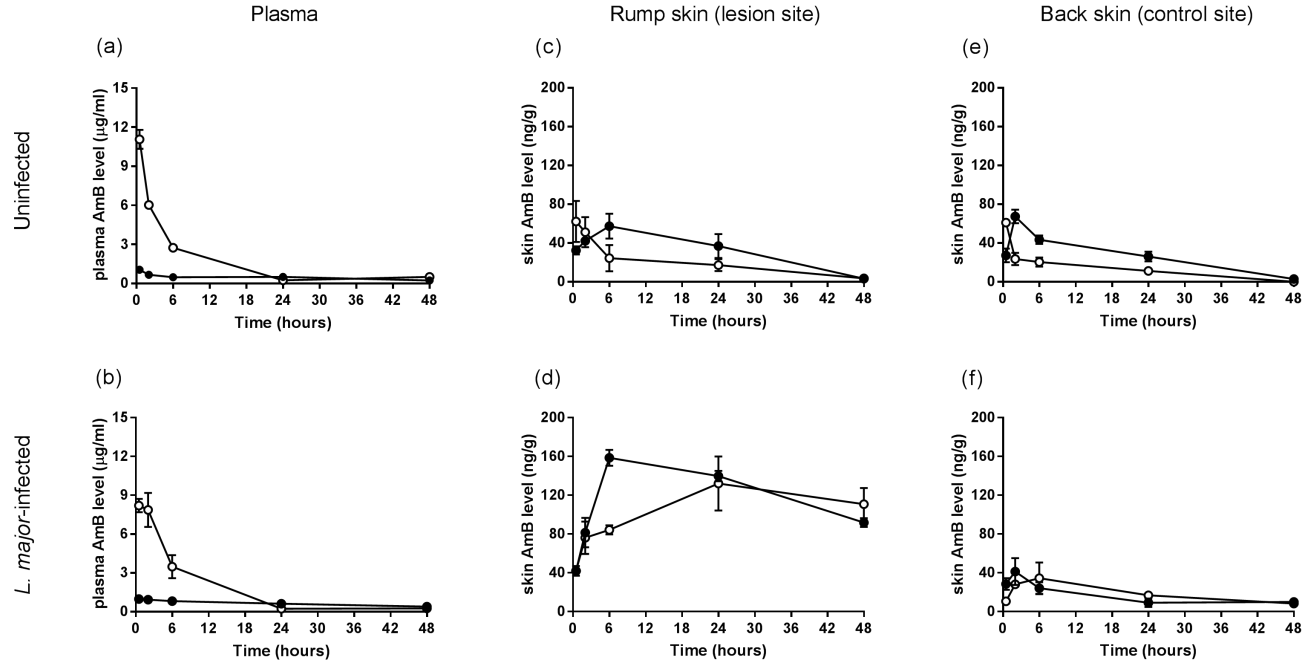 Plasma
Rump skin (lesion site)
Back skin (control site)
Uninfected
(a)
plasma AmB level (µg/ml)
15
12
9
6
3
0
0 6 12 18 24 30 36 42 48
Time (hours)
(c)
skin AmB level (ng/g)
200
160
120
80
40
0
0 6 12 18 24 30 36 42 48
Time (hours)
(e)
skin AmB level (ng/g)
200
160
120
80
40
0
0 6 12 18 24 30 36 42 48
Time (hours)
L. major-infected
(b)
plasma AmB level (µg/ml)
15
12
9
6
3
0
0 6 12 18 24 30 36 42 48
Time (hours)
(d)
skin AmB level (ng/g)
200
160
120
80
40
0
0 6 12 18 24 30 36 42 48
Time (hours)
(f)
skin AmB level (ng/g)
200
160
120
80
40
0
0 6 12 18 24 30 36 42 48
Time (hours)